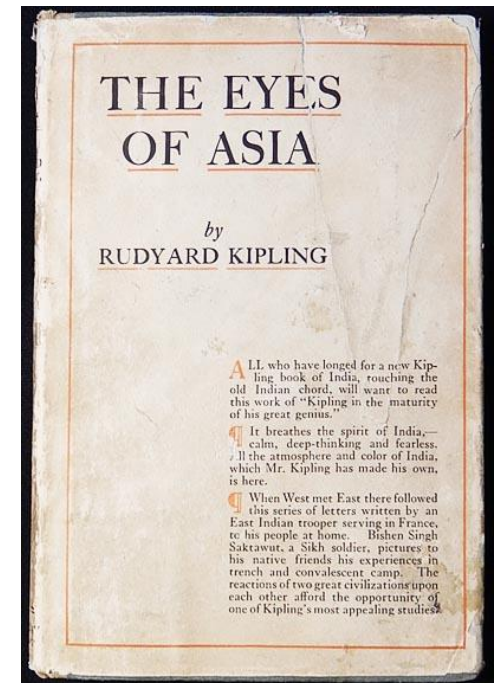 THE EYES
OF ASIA
by
RUDYARD KIPLING
ALL who have longed for a new Kip-
ling book of India, touching the
old Indian chord, will want to read
this work of “Kipling in the maturity
of his great genius.”
¶ It breathes the spirit of India,—
calm, deep-thinking and fearless.
All the atmosphere and color of India,
which Mr. Kipling has made his own,
is here.
¶ When West met East there followed
this series of letters written by an
East Indian trooper serving in France,
to his people at home. Bishen Singh
Saktawut, a Sikh soldier, pictures to
his native friends his experiences in
trench and convalescent camp. The
reactions of two great civilizations upon
each other afford the opportunity of
one of Kipling's most appealing studies.